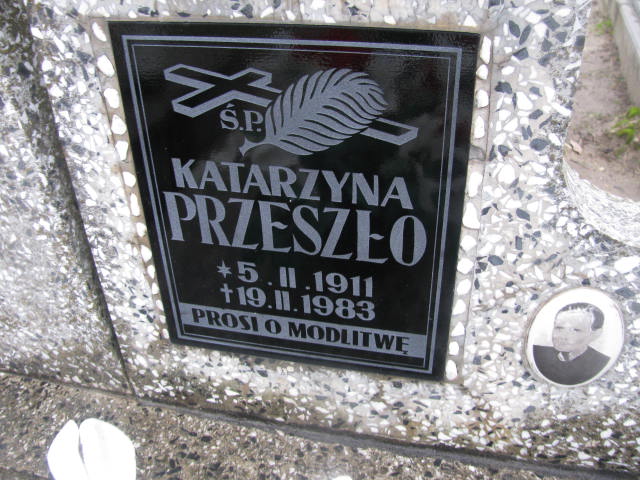 Ś.P.
KATARZYNA
PRZESZŁO
* 5.II.1911
† 19.II.1983
PROSI O MODLITWĘ